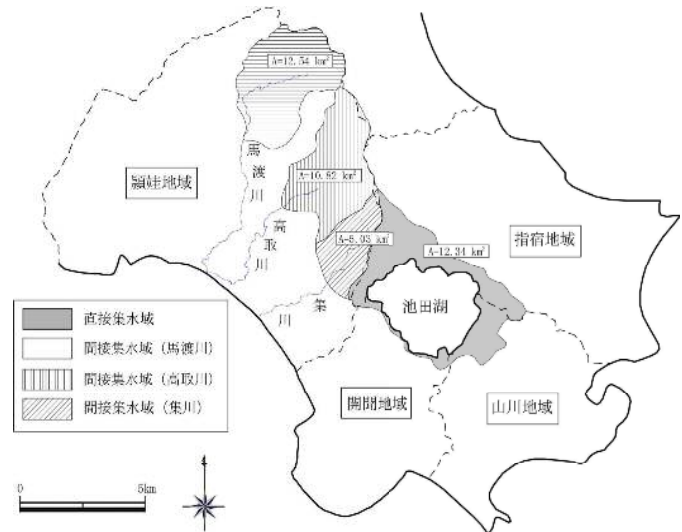 A=12.54 km²
馬渡川
A=10.82 km²
頴娃地域
高取川
A=8.03 km²
A=12.34 km²
指宿地域
池田湖
集川
直接集水域
間接集水域（馬渡川）
間接集水域（高取川）
間接集水域（集川）
開聞地域
山川地域
0
5km
4